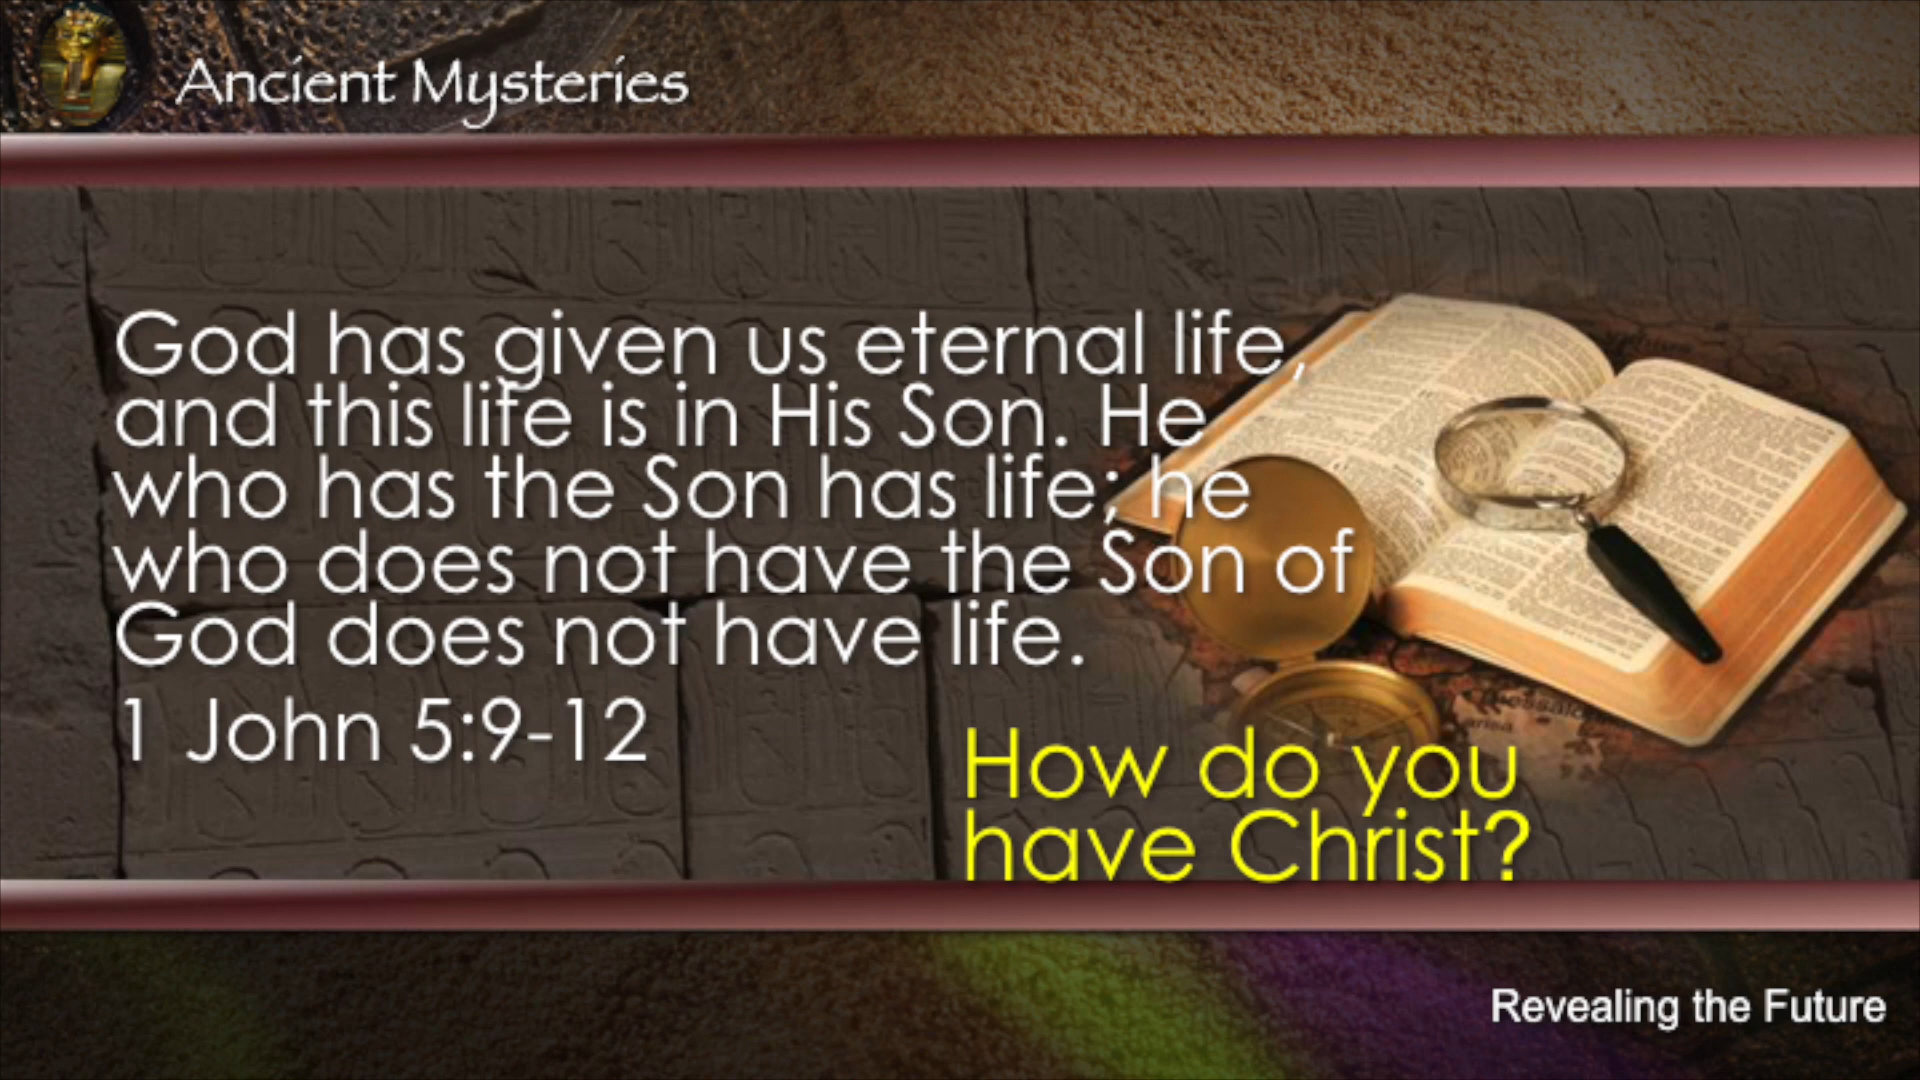 Ancient Mysteries
God has given us eternal life,
and this life is in His Son. He
who has the Son has life; he
who does not have the Son of
God does not have life.
1 John 5:9-12
How do you
have Christ?
Revealing the Future